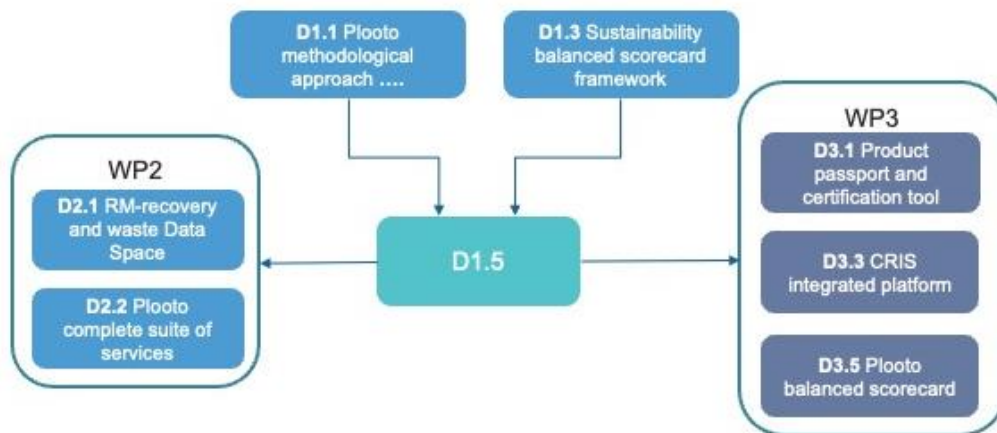 D1.1 Plooto
methodological
approach ....
D1.3 Sustainability
balanced scorecard
framework
WP2
D2.1 RM-recovery
and waste Data
Space
D2.2 Plooto
complete suite of
services
D1.5
WP3
D3.1 Product
passport and
certification tool
D3.3 CRIS
integrated platform
D3.5 Plooto
balanced scorecard